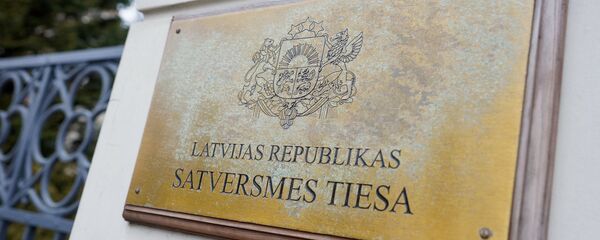 LATVIJAS REPUBLIKAS
SATVERSMES TIESA